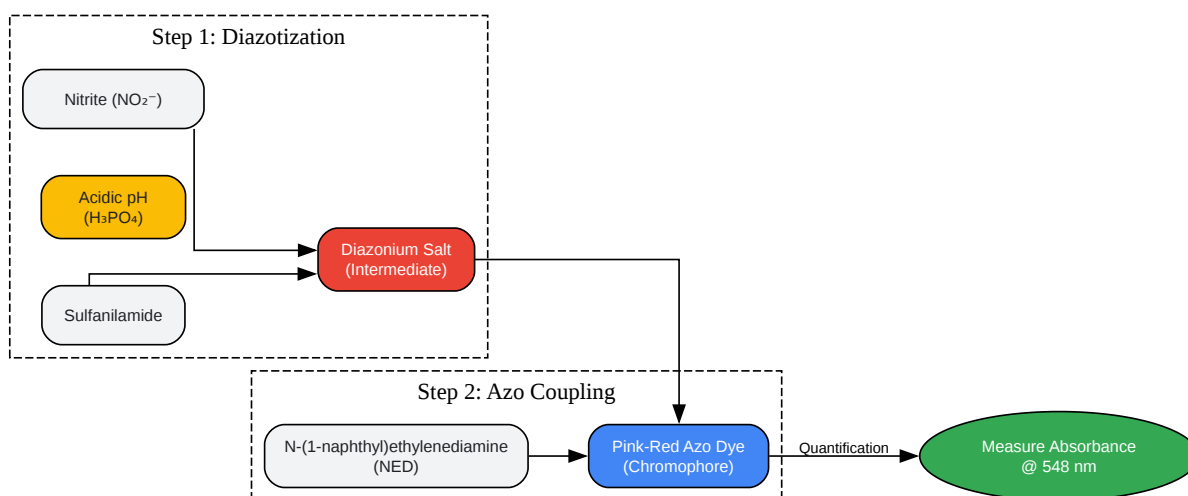 Step 1: Diazotization
Nitrite (NO₂⁻)
Acidic pH
(H₃PO₄)
Sulfanilamide
Diazonium Salt
(Intermediate)
Step 2: Azo Coupling
N-(1-naphthyl)ethylenediamine
(NED)
Pink-Red Azo Dye
(Chromophore)
Quantification
Measure Absorbance
@ 548 nm